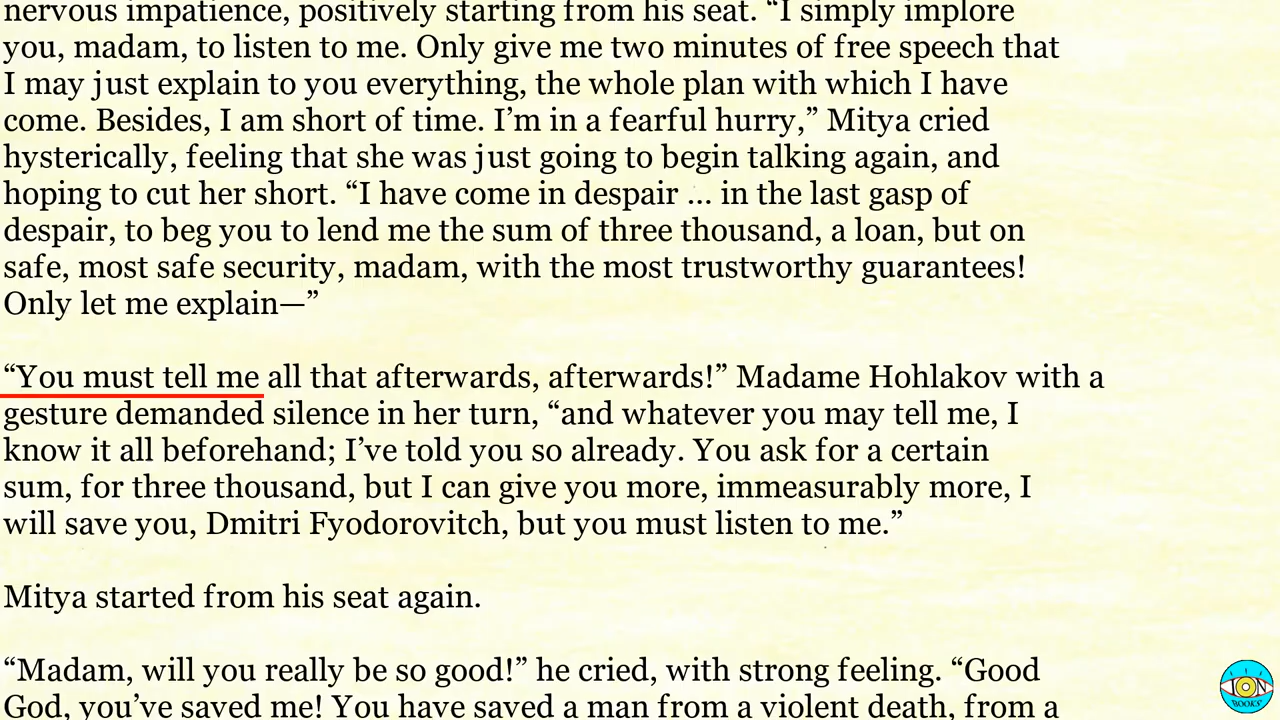 nervous impatience, positively starting from his seat. “I simply implore
you, madam, to listen to me. Only give me two minutes of free speech that
I may just explain to you everything, the whole plan with which I have
come. Besides, I am short of time. I’m in a fearful hurry,” Mitya cried
hysterically, feeling that she was just going to begin talking again, and
hoping to cut her short. “I have come in despair ... in the last gasp of
despair, to beg you to lend me the sum of three thousand, a loan, but on
safe, most safe security, madam, with the most trustworthy guarantees!
Only let me explain—”
“You must tell me all that afterwards, afterwards!” Madame Hohlakov with a
gesture demanded silence in her turn, “and whatever you may tell me, I
know it all beforehand; I’ve told you so already. You ask for a certain
sum, for three thousand, but I can give you more, immeasurably more, I
will save you, Dmitri Fyodorovitch, but you must listen to me.”
Mitya started from his seat again.
“Madam, will you really be so good!” he cried, with strong feeling. “Good
God, you’ve saved me! You have saved a man from a violent death, from a
ION
BOOKS